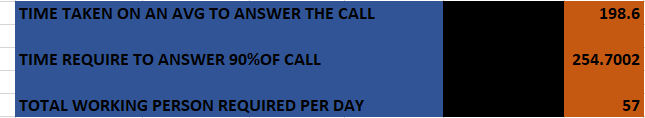 TIME TAKEN ON AN AVG TO ANSWER THE CALL 198.6
TIME REQUIRE TO ANSWER 90%OF CALL 254.7002
TOTAL WORKING PERSON REQUIRED PER DAY 57